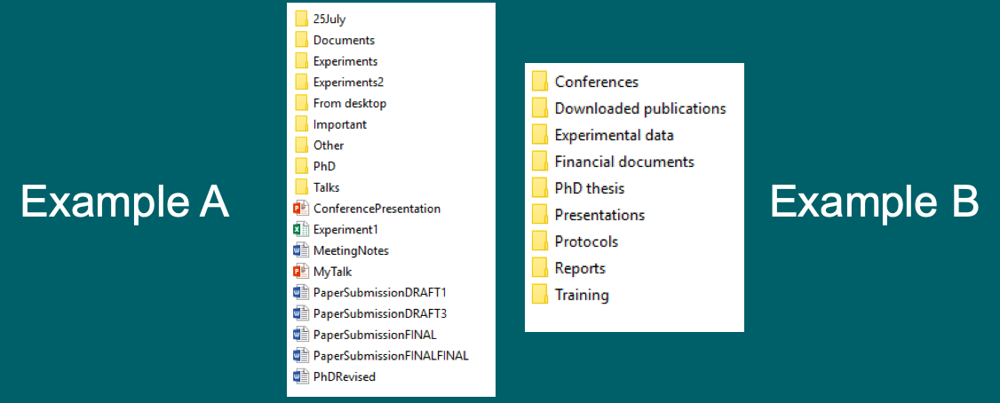 Example A
25July
Documents
Experiments
Experiments2
From desktop
Important
Other
PhD
Talks
ConferencePresentation
Experiment1
MeetingNotes
MyTalk
PaperSubmissionDRAFT1
PaperSubmissionDRAFT3
PaperSubmissionFINAL
PaperSubmissionFINALFINAL
PhDRevised
Conferences
Downloaded publications
Experimental data
Financial documents
PhD thesis
Presentations
Protocols
Reports
Training
Example B